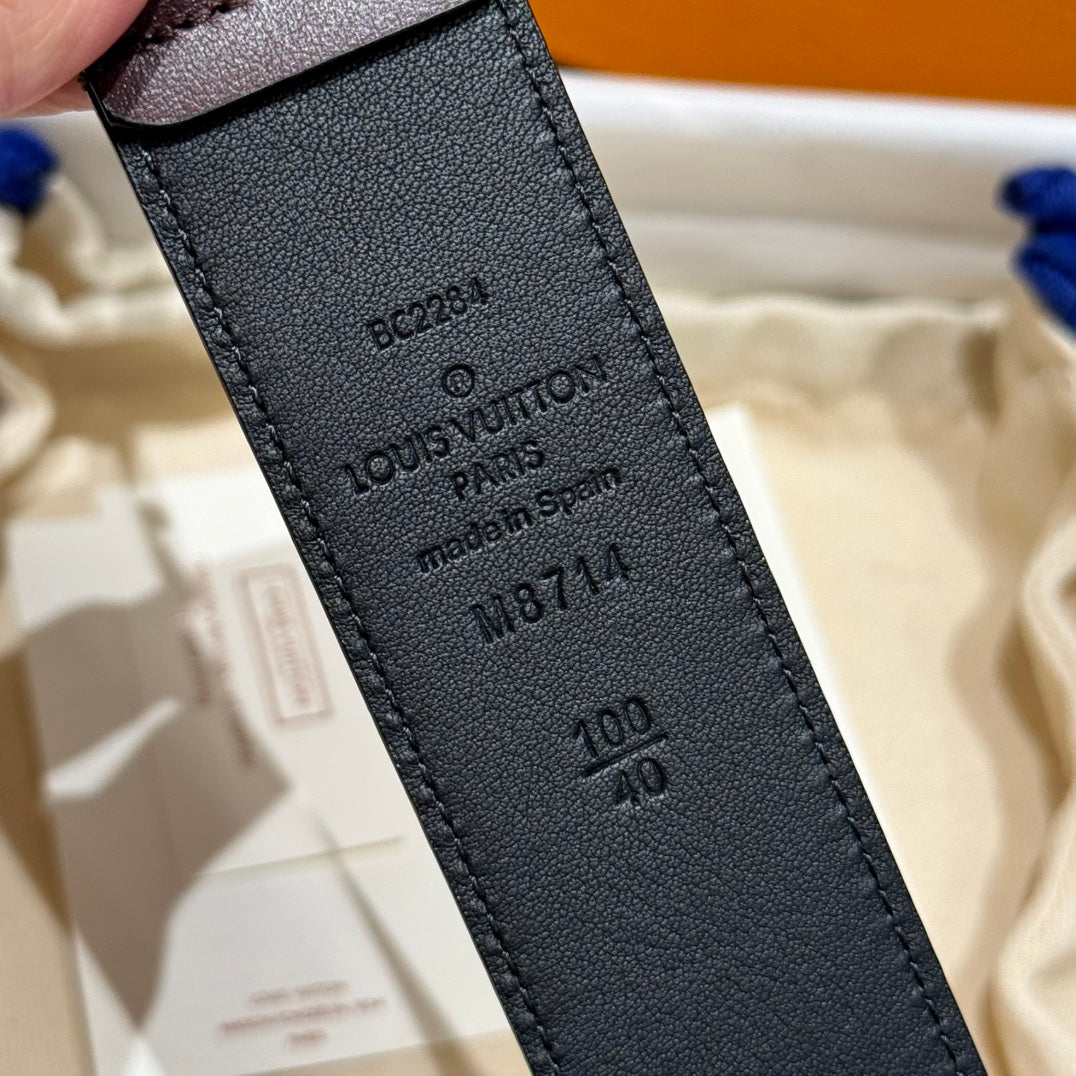 BC2284
®
LOUIS VUITTON
PARIS
made in Spain
M8714
100
40